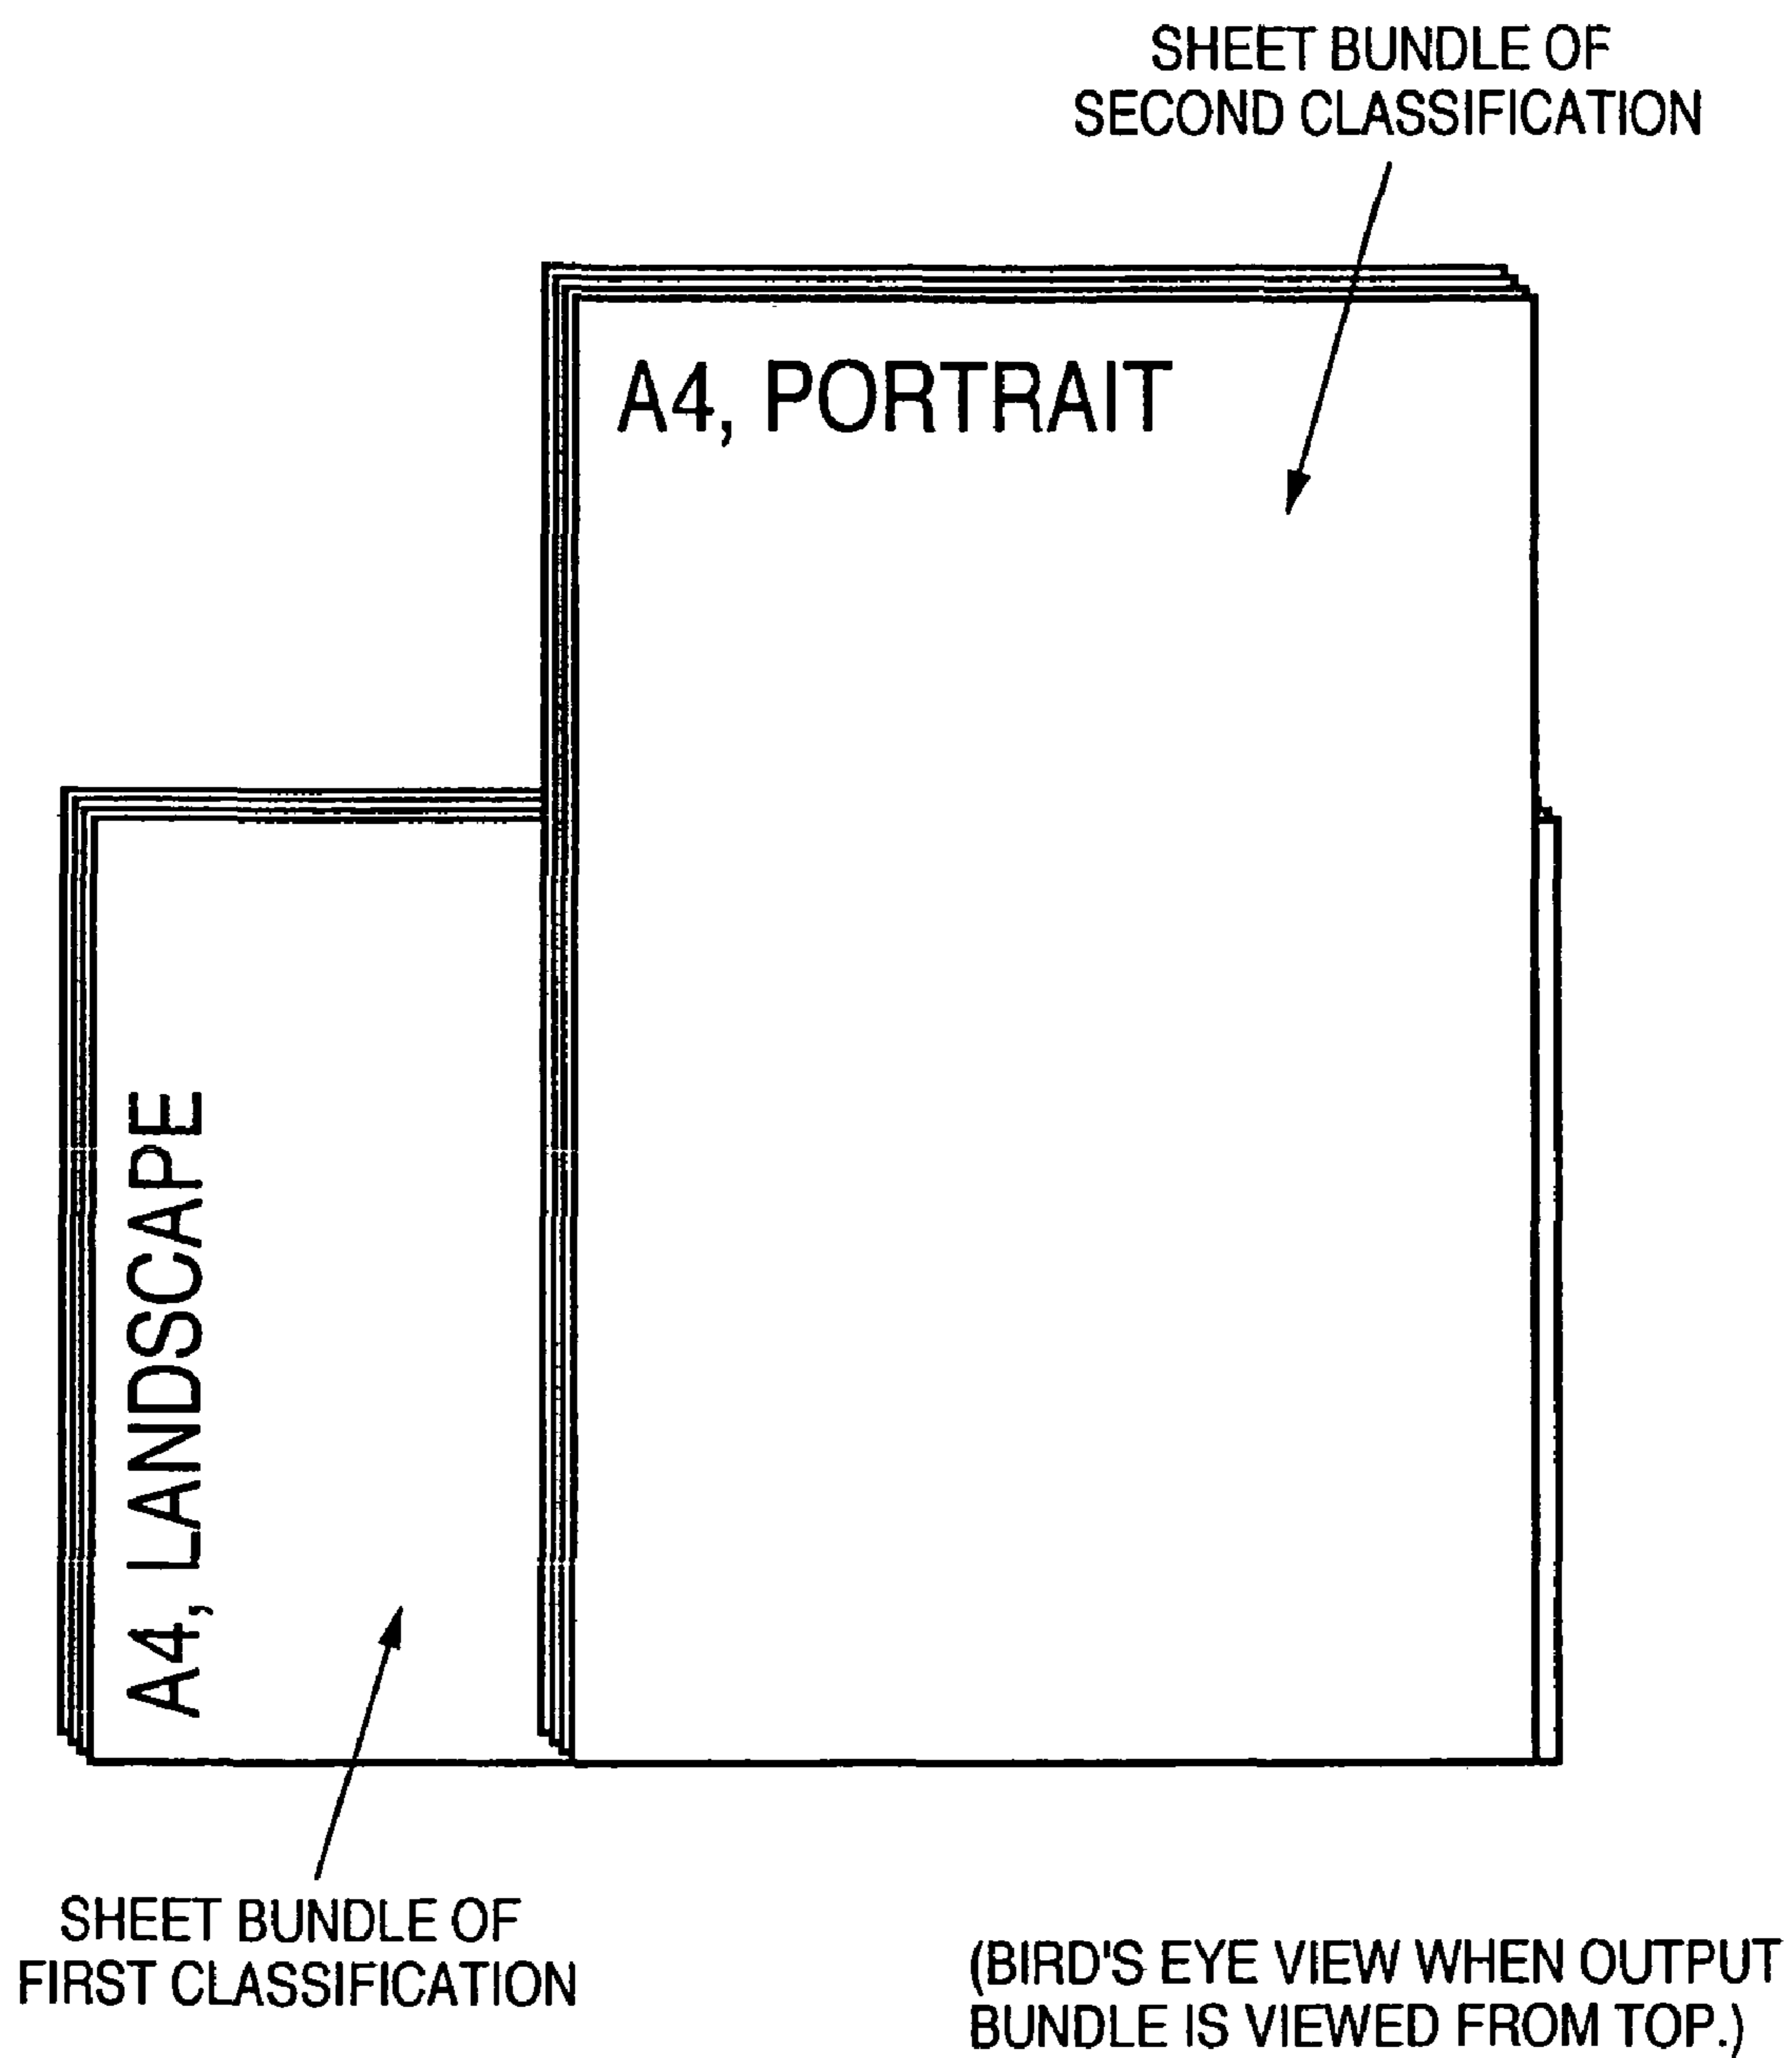 SHEET BUNDLE OF
SECOND CLASSIFICATION
A4, PORTRAIT
A4, LANDSCAPE
SHEET BUNDLE OF
FIRST CLASSIFICATION
(BIRD'S EYE VIEW WHEN OUTPUT
BUNDLE IS VIEWED FROM TOP.)